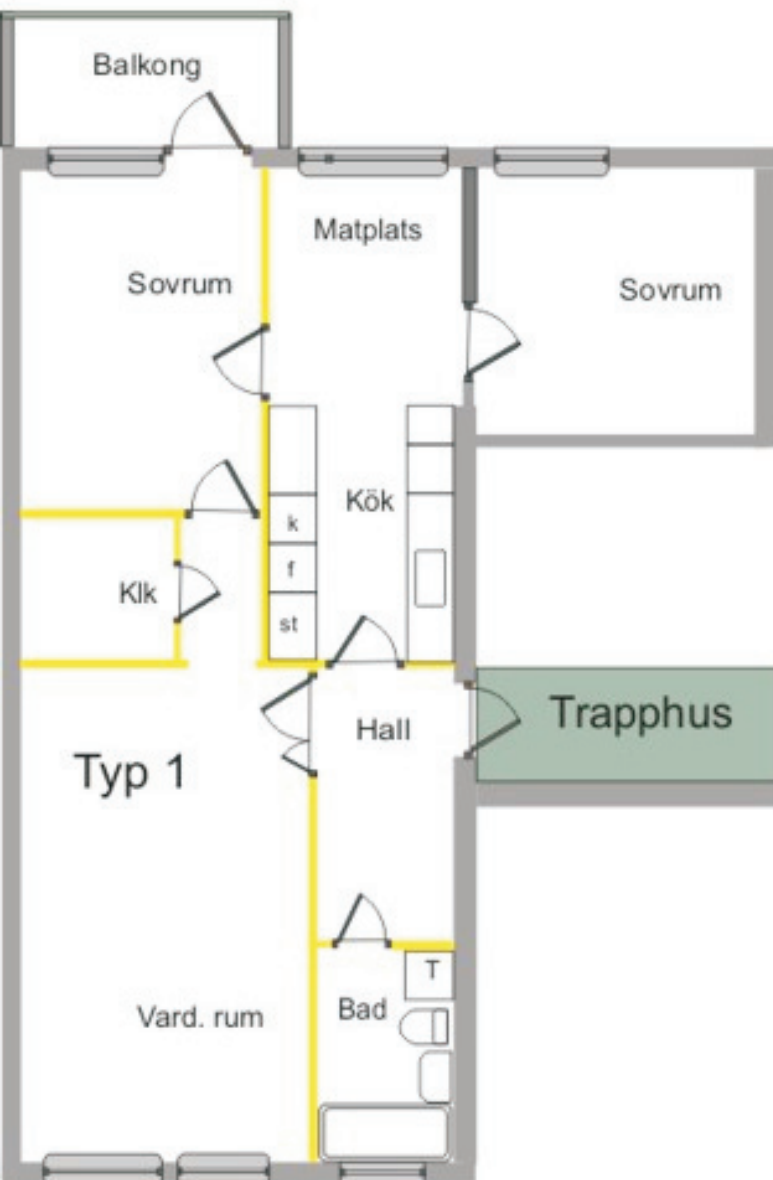 Balkong
Matplats
Sovrum
Sovrum
Kök
k
f
Klk
st
Trapphus
Hall
Typ 1
T
Bad
Vard. rum